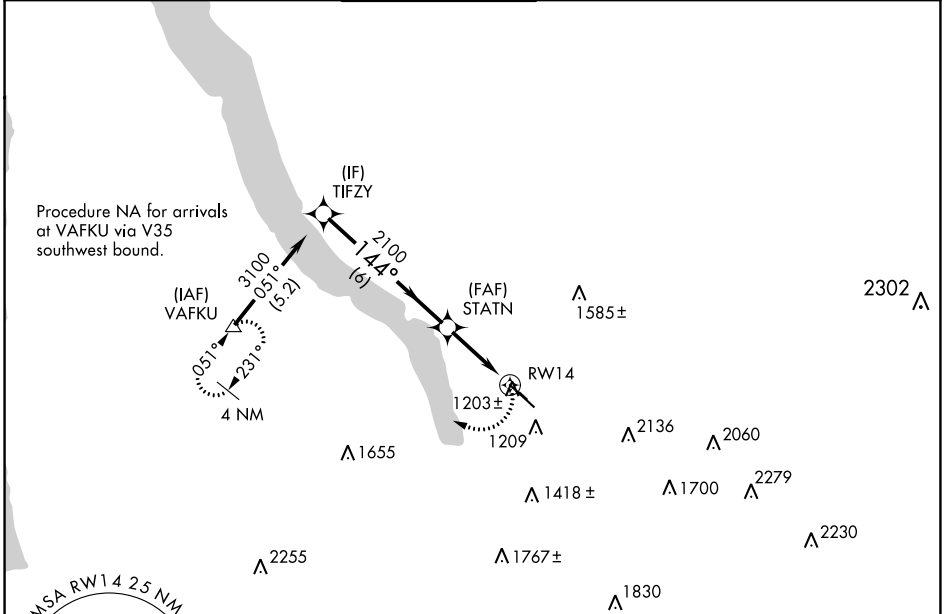 (IF)
TIFZY
Procedure NA for arrivals
at VAFKU via V35
southwest bound.
2100
144°
(6)
3100
051°
(5.2)
(IAF)
VAFKU
(FAF)
STATN
1585±
2302
051°
231°
4 NM
RW14
1203±
1209
2136
2060
1655
1418±
1700
2279
2230
2255
1767±
1830
MSA RW14 25 NM